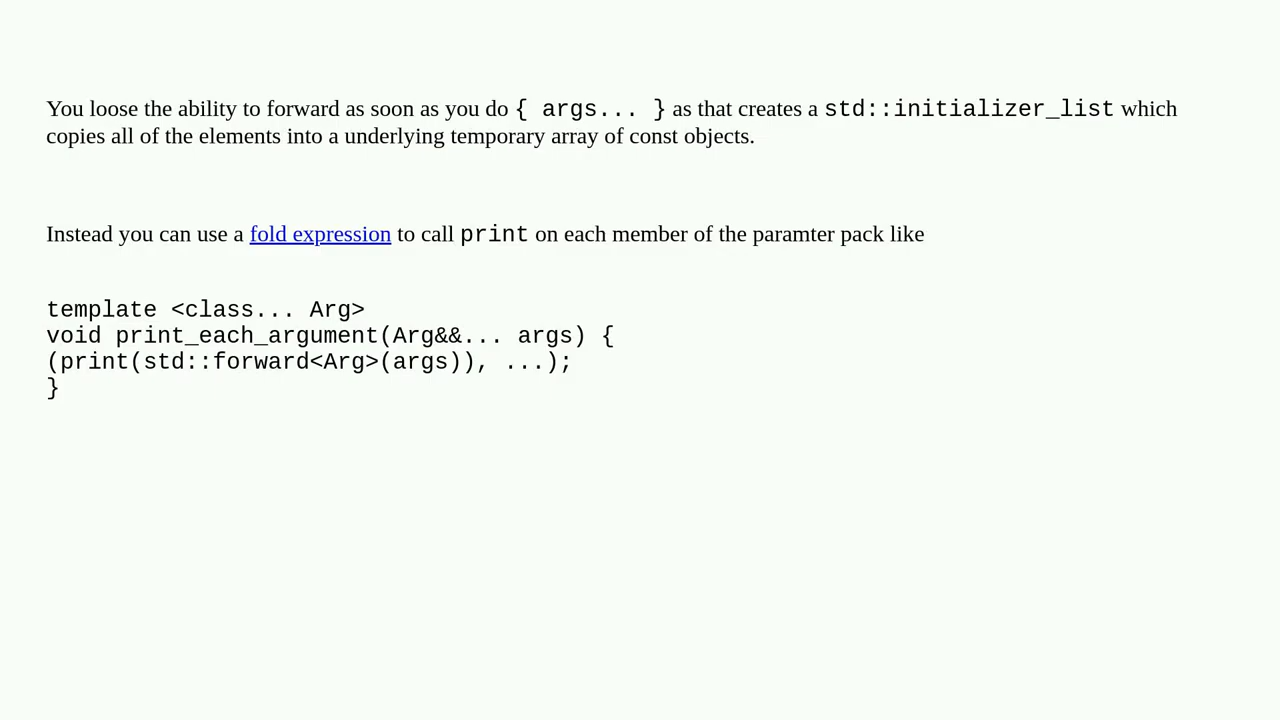 You loose the ability to forward as soon as you do { args... } as that creates a std::initializer_list which
copies all of the elements into a underlying temporary array of const objects.
Instead you can use a fold expression to call print on each member of the paramter pack like
template <class... Arg>
void print_each_argument(Arg&&... args) {
(print(std::forward<Arg>(args)), ...);
}